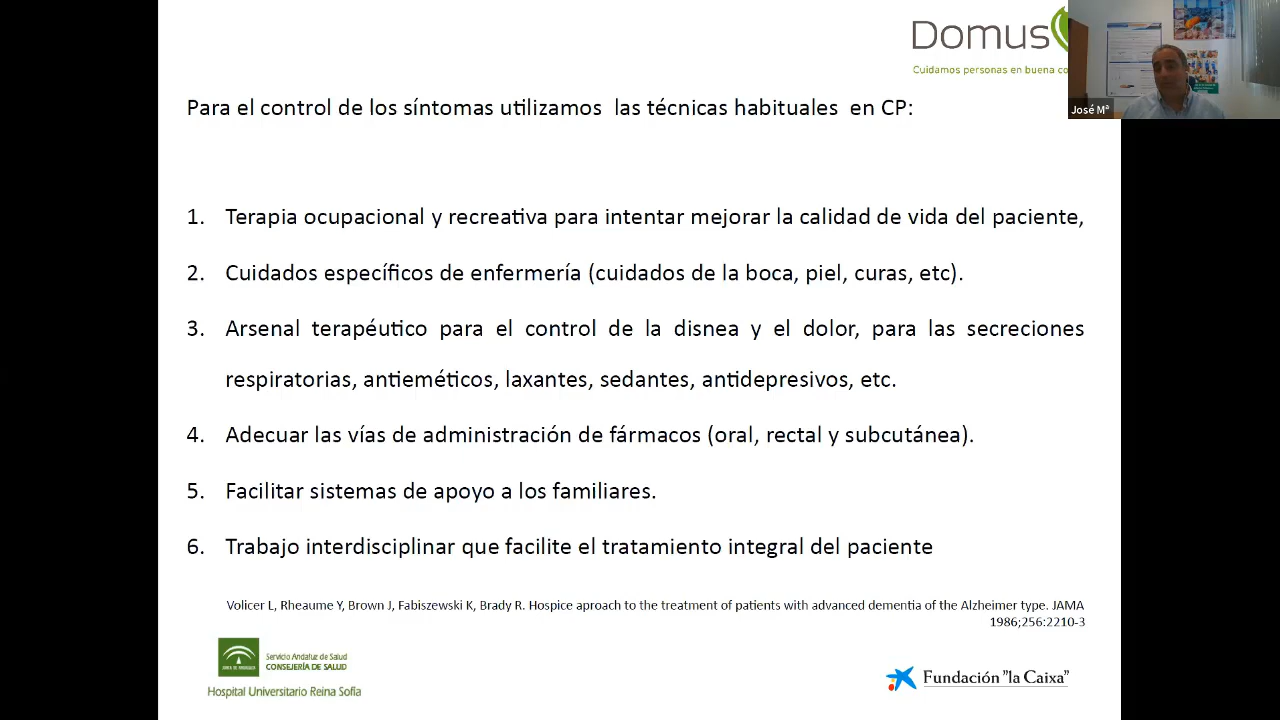 Domus
Cuidamos personas en buena
José Mª
Para el control de los síntomas utilizamos las técnicas habituales en CP:
1. Terapia ocupacional y recreativa para intentar mejorar la calidad de vida del paciente,
2. Cuidados específicos de enfermería (cuidados de la boca, piel, curas, etc).
3. Arsenal terapéutico para el control de la disnea y el dolor, para las secreciones
respiratorias, antieméticos, laxantes, sedantes, antidepresivos, etc.
4. Adecuar las vías de administración de fármacos (oral, rectal y subcutánea).
5. Facilitar sistemas de apoyo a los familiares.
6. Trabajo interdisciplinar que facilite el tratamiento integral del paciente
Volicer L, Rheaume Y, Brown J, Fabiszewski K, Brady R. Hospice aproach to the treatment of patients with advanced dementia of the Alzheimer type. JAMA
1986;256:2210-3
Servicio Andaluz de Salud
CONSEJERÍA DE SALUD
Hospital Universitario Reina Sofía
Fundación "la Caixa"